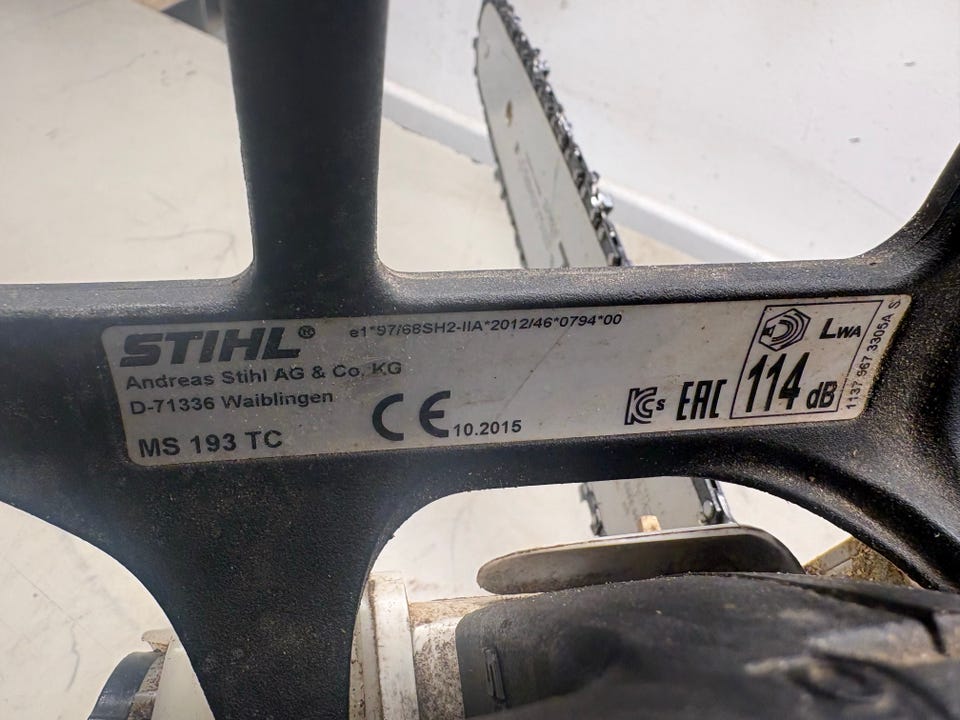 STIHL®
e1*97/68SH2-IIA*2012/46*0794*00
Andreas Stihl AG & Co. KG
D-71336 Waiblingen
MS 193 TC
CE 10.2015
KCs EAC
LWA
114 dB
1137 967 3305A S